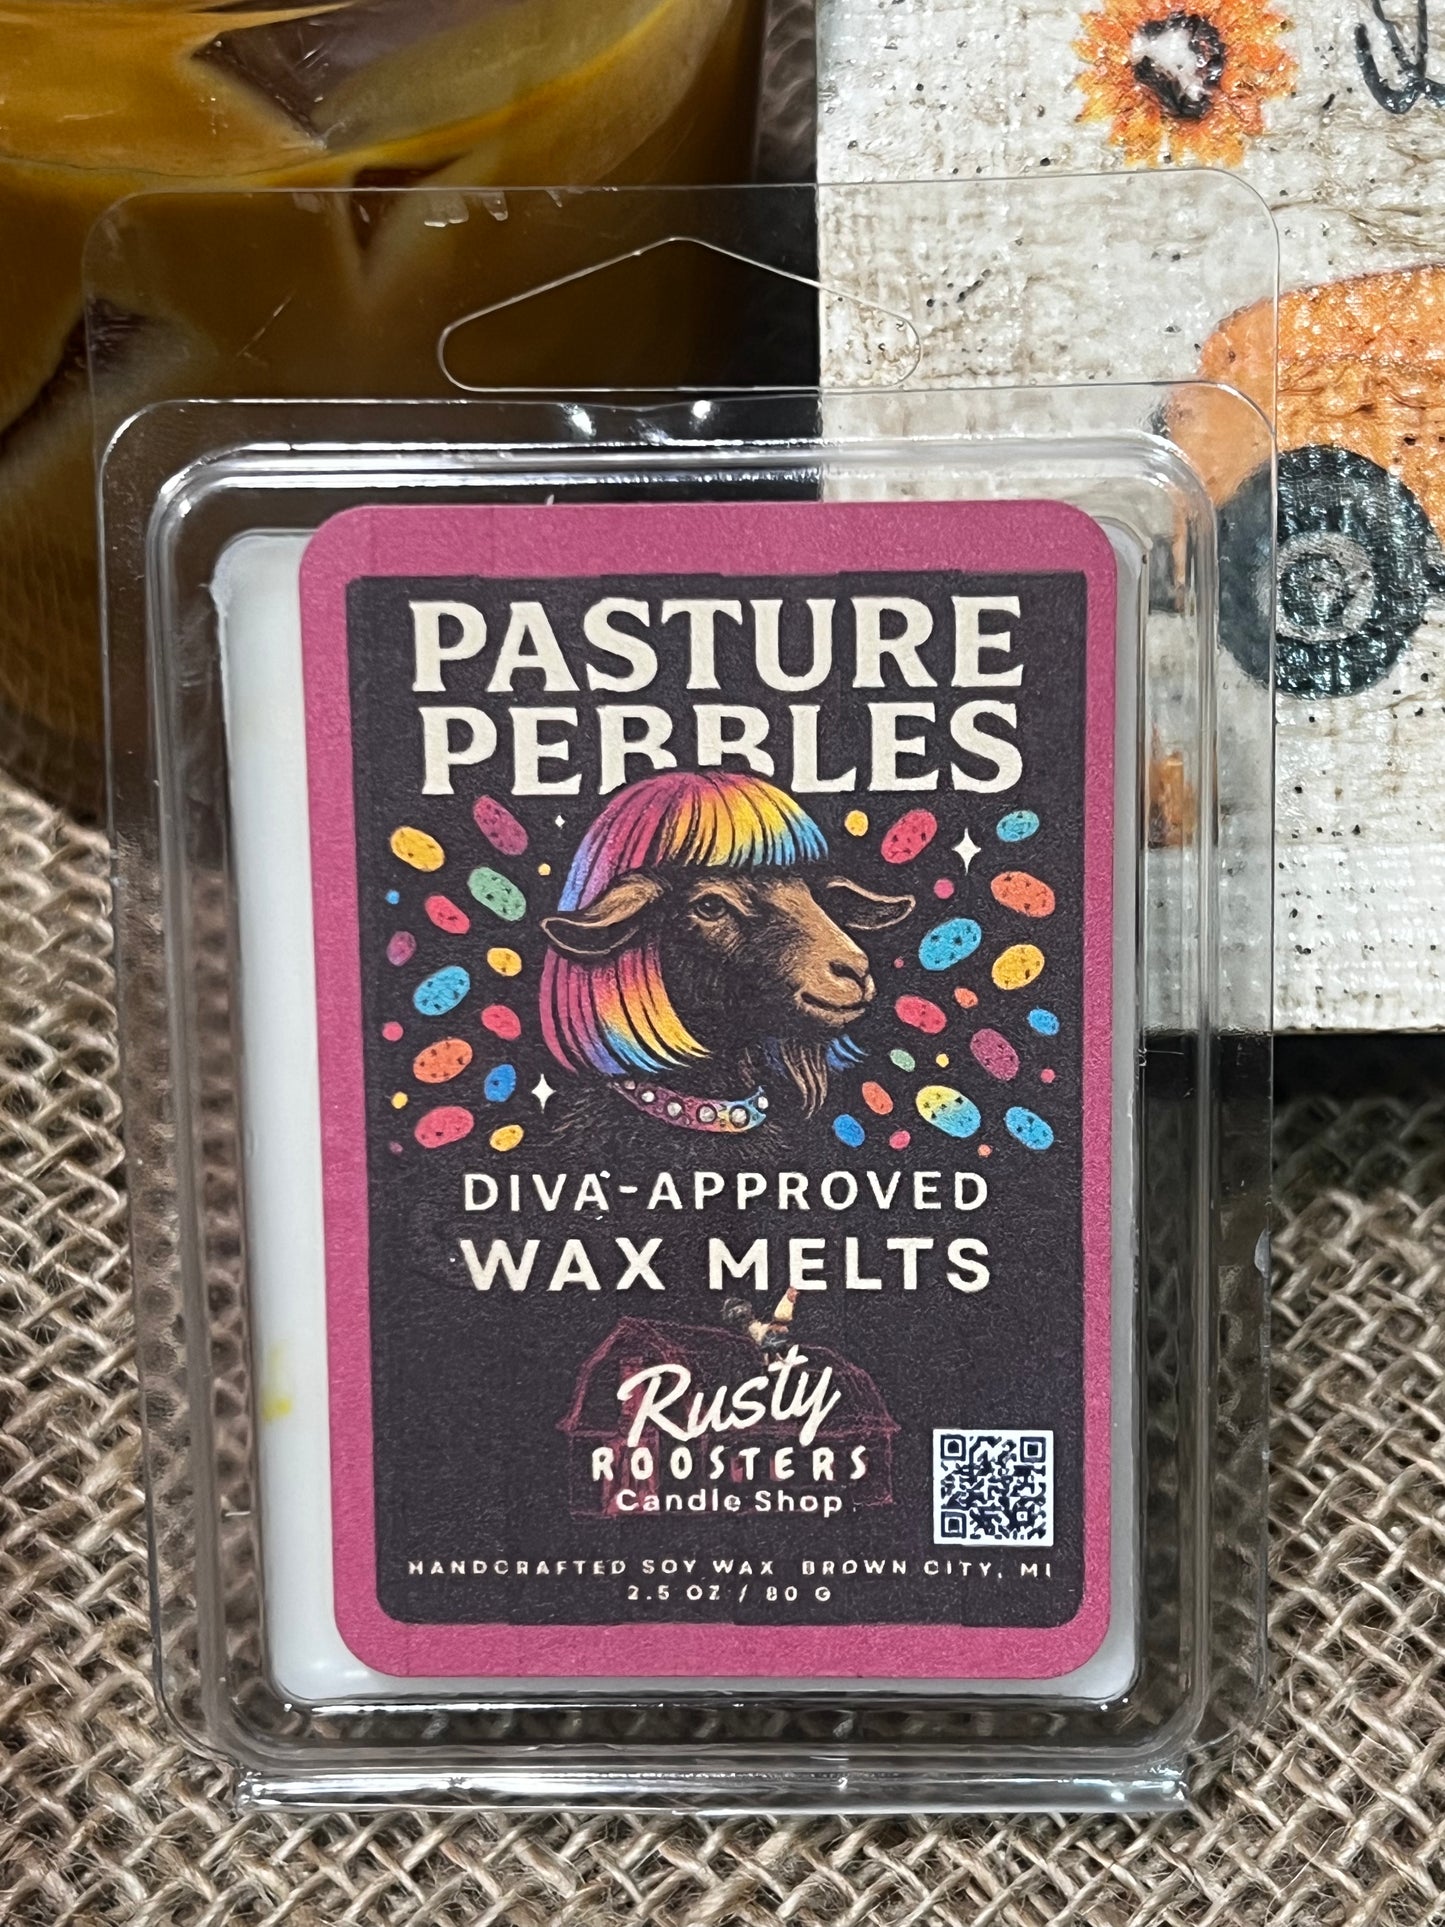 PASTURE
PEBBLES
DIVA-APPROVED
WAX MELTS
Rusty
ROOSTERS
Candle Shop
HANDCRAFTED SOY WAX BROWN CITY, MI
2.5 OZ / 80 G